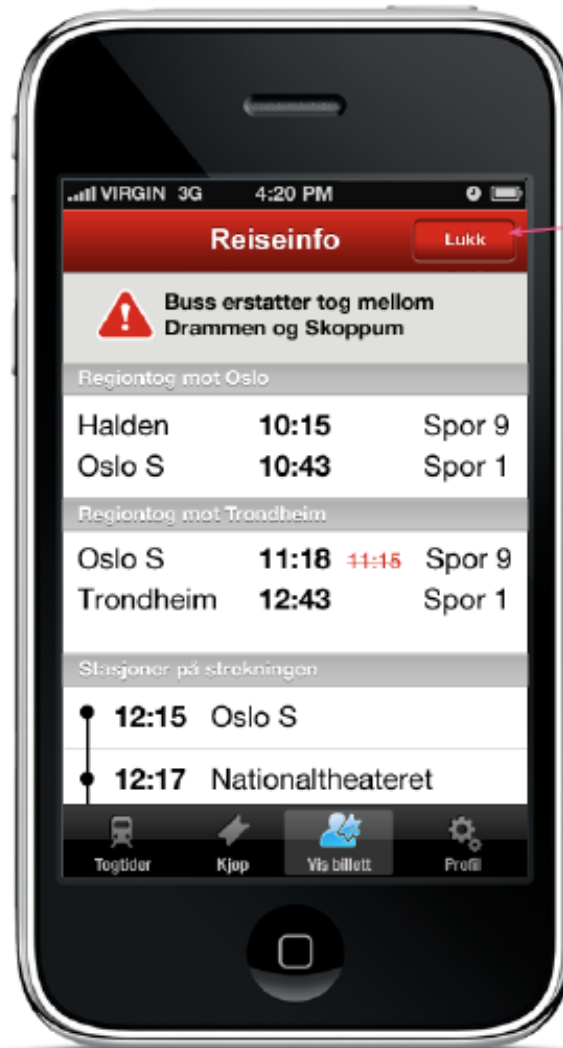 VIRGIN 3G 4:20 PM
Reiseinfo Lukk
Buss erstatter tog mellom
Drammen og Skoppum
Regiontog mot Oslo
Halden 10:15 Spor 9
Oslo S 10:43 Spor 1
Regiontog mot Trondheim
Oslo S 11:18 11:15 Spor 9
Trondheim 12:43 Spor 1
Stasjoner på strekningen
12:15 Oslo S
12:17 Nationaltheateret
Togtider Kjøp Vis billett Profil